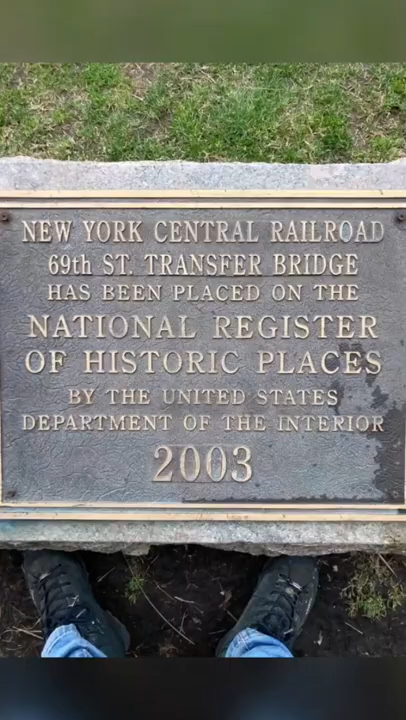 NEW YORK CENTRAL RAILROAD
69th ST. TRANSFER BRIDGE
HAS BEEN PLACED ON THE
NATIONAL REGISTER
OF HISTORIC PLACES
BY THE UNITED STATES
DEPARTMENT OF THE INTERIOR
2003